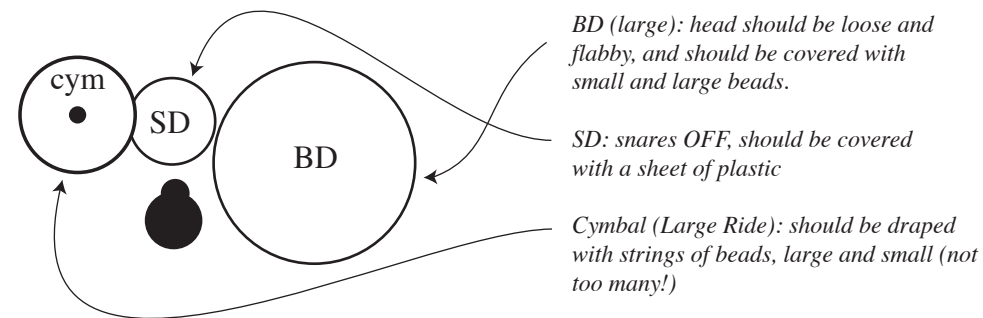 cym
SD
BD
BD (large): head should be loose and
flabby, and should be covered with
small and large beads.
SD: snares OFF, should be covered
with a sheet of plastic
Cymbal (Large Ride): should be draped
with strings of beads, large and small (not
too many!)